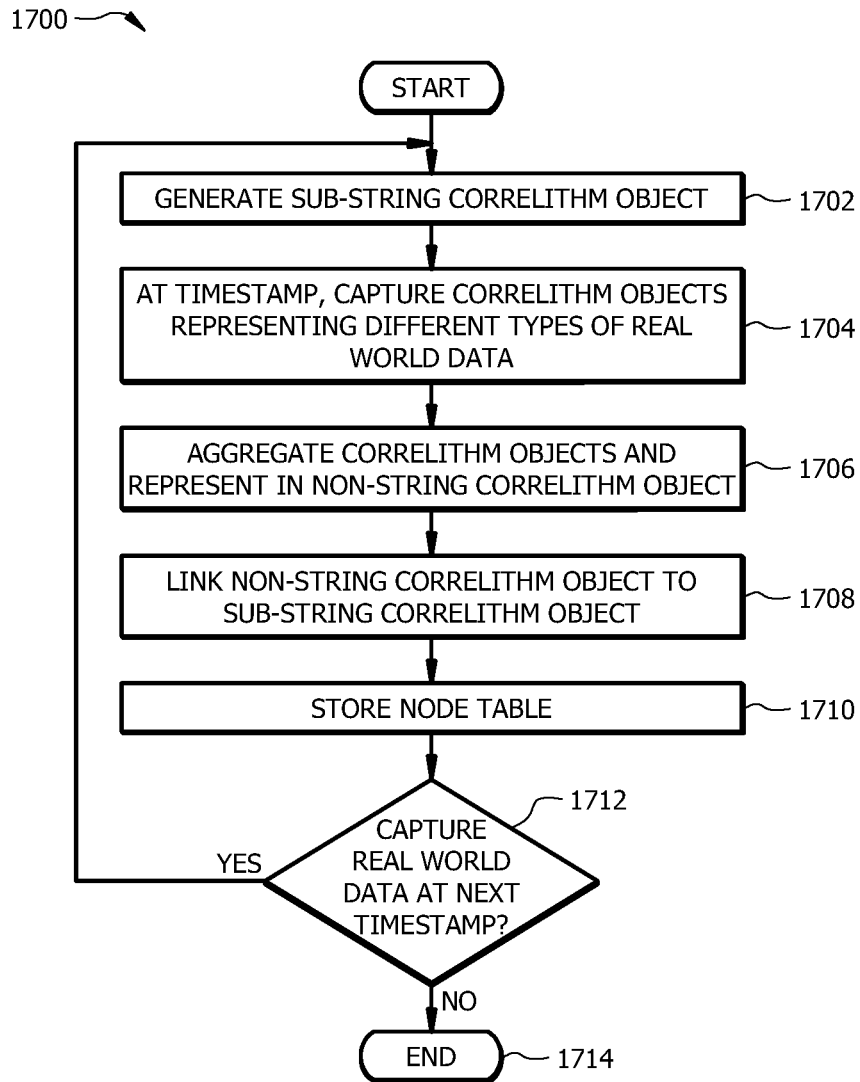 1700
START
GENERATE SUB-STRING CORRELITHM OBJECT
1702
AT TIMESTAMP, CAPTURE CORRELITHM OBJECTS
REPRESENTING DIFFERENT TYPES OF REAL
WORLD DATA
1704
AGGREGATE CORRELITHM OBJECTS AND
REPRESENT IN NON-STRING CORRELITHM OBJECT
1706
LINK NON-STRING CORRELITHM OBJECT TO
SUB-STRING CORRELITHM OBJECT
1708
STORE NODE TABLE
1710
1712
CAPTURE
REAL WORLD
DATA AT NEXT
TIMESTAMP?
YES
NO
END
1714